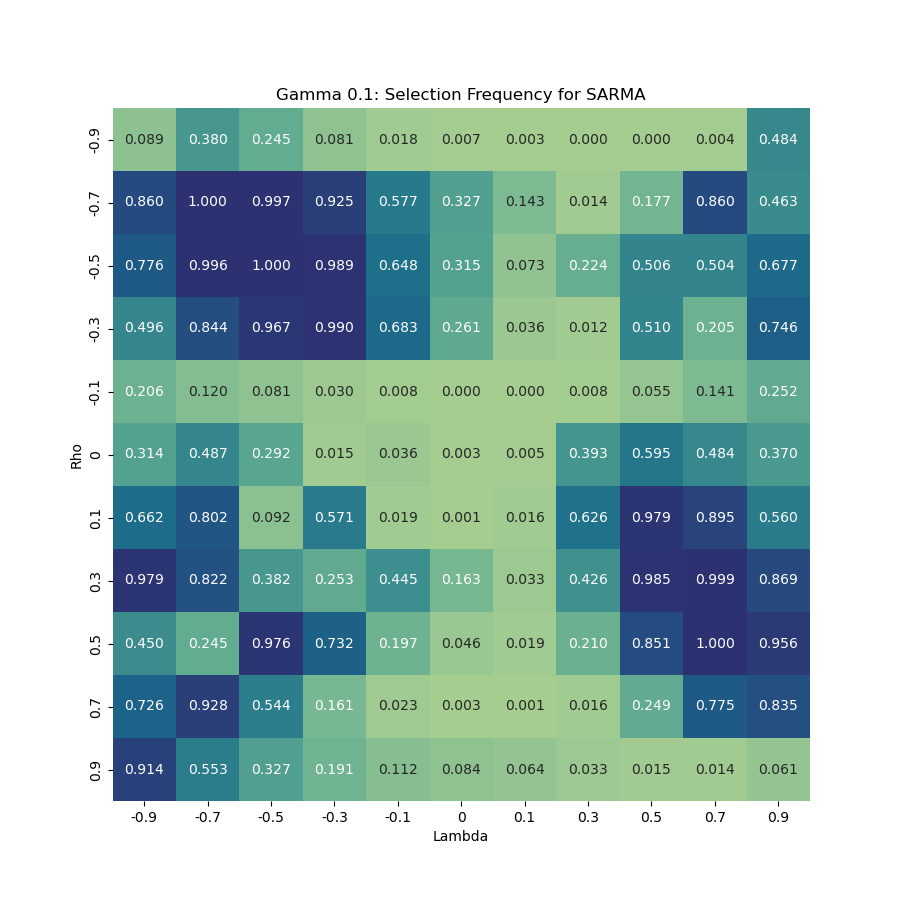 Gamma 0.1: Selection Frequency for SARMA
-0.9 0.089 0.380 0.245 0.081 0.018 0.007 0.003 0.000 0.000 0.004 0.484
-0.7 0.860 1.000 0.997 0.925 0.577 0.327 0.143 0.014 0.177 0.860 0.463
-0.5 0.776 0.996 1.000 0.989 0.648 0.315 0.073 0.224 0.506 0.504 0.677
-0.3 0.496 0.844 0.967 0.990 0.683 0.261 0.036 0.012 0.510 0.205 0.746
-0.1 0.206 0.120 0.081 0.030 0.008 0.000 0.000 0.008 0.055 0.141 0.252
Rho
0 0.314 0.487 0.292 0.015 0.036 0.003 0.005 0.393 0.595 0.484 0.370
0.1 0.662 0.802 0.092 0.571 0.019 0.001 0.016 0.626 0.979 0.895 0.560
0.3 0.979 0.822 0.382 0.253 0.445 0.163 0.033 0.426 0.985 0.999 0.869
0.5 0.450 0.245 0.976 0.732 0.197 0.046 0.019 0.210 0.851 1.000 0.956
0.7 0.726 0.928 0.544 0.161 0.023 0.003 0.001 0.016 0.249 0.775 0.835
0.9 0.914 0.553 0.327 0.191 0.112 0.084 0.064 0.033 0.015 0.014 0.061
-0.9 -0.7 -0.5 -0.3 -0.1 0 0.1 0.3 0.5 0.7 0.9
Lambda